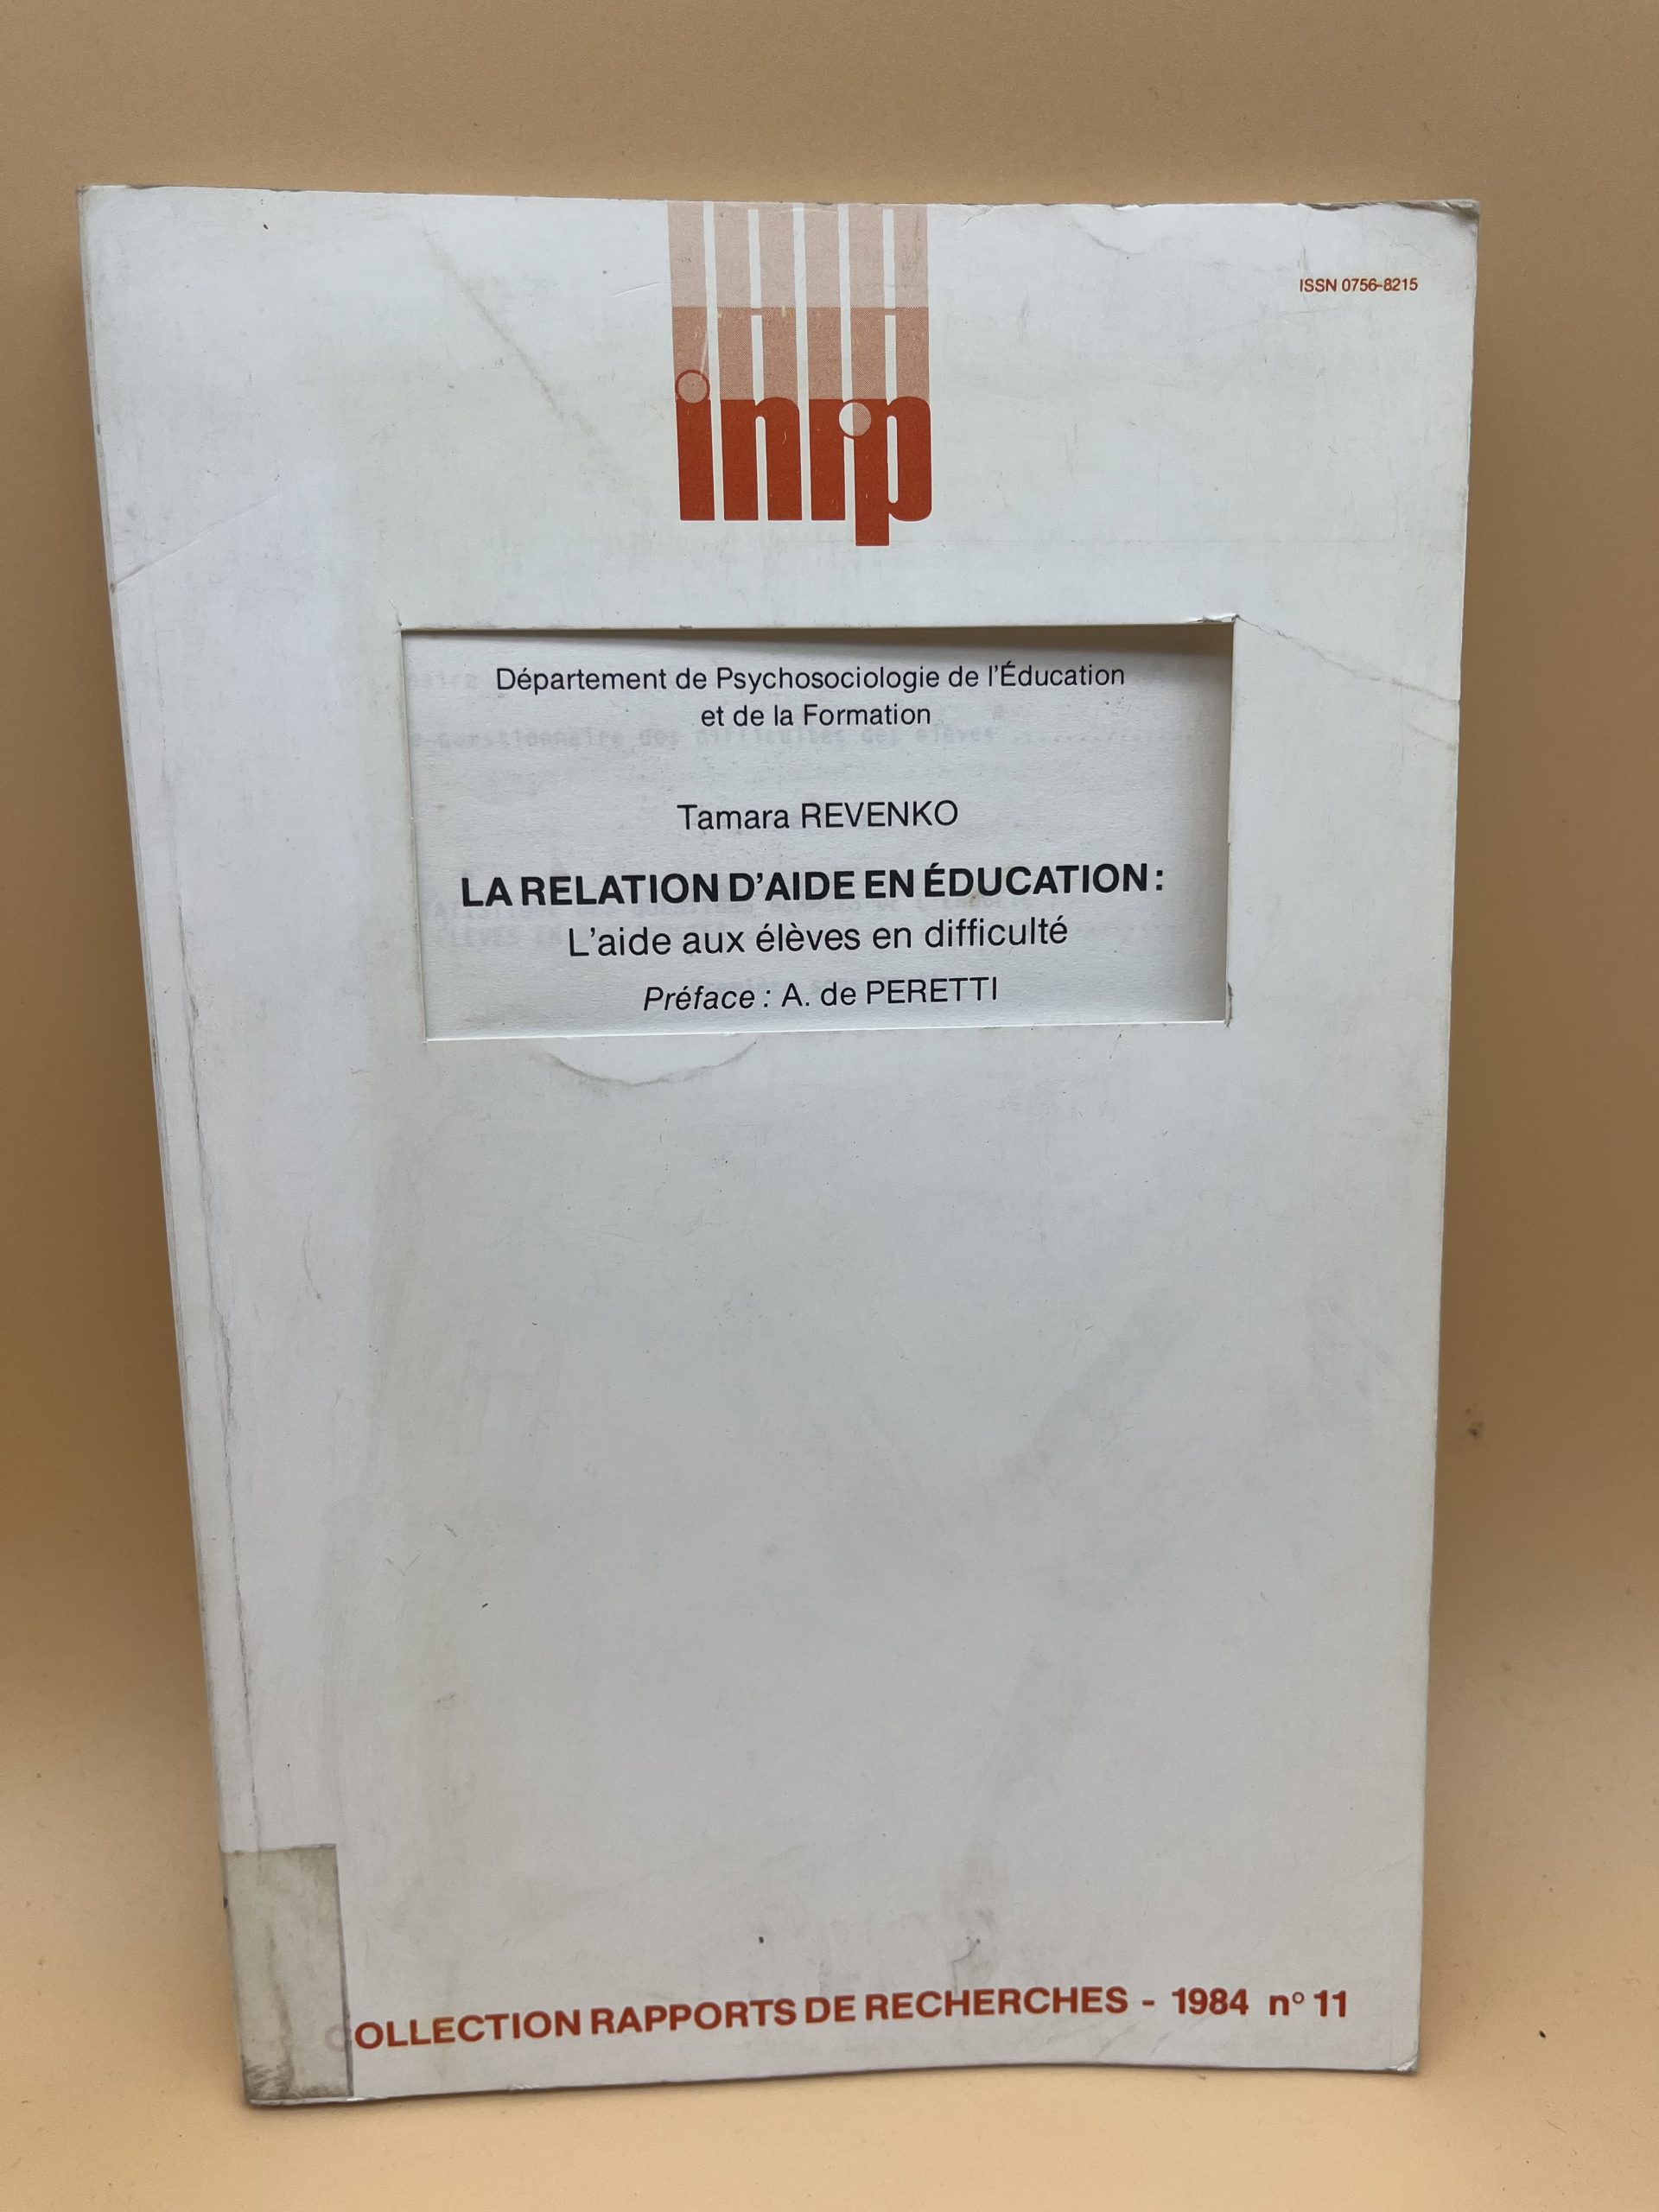 ISSN 0756-8215
inrp
Département de Psychosociologie de l'Éducation
et de la Formation
Tamara REVENKO
LA RELATION D'AIDE EN ÉDUCATION :
L'aide aux élèves en difficulté
Préface : A. de PERETTI
COLLECTION RAPPORTS DE RECHERCHES - 1984 n° 11